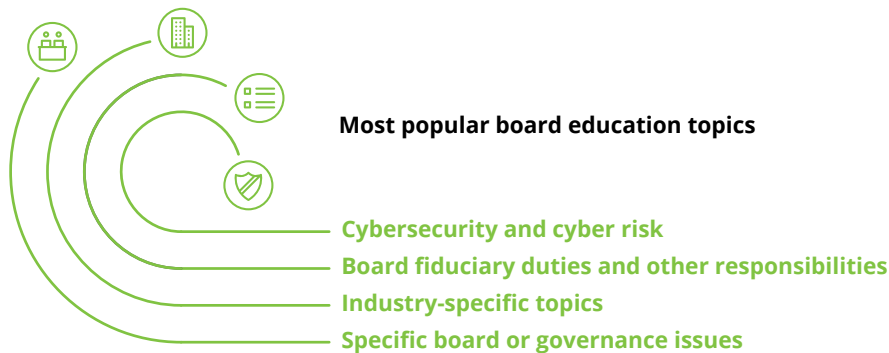 Most popular board education topics
Cybersecurity and cyber risk
Board fiduciary duties and other responsibilities
Industry-specific topics
Specific board or governance issues